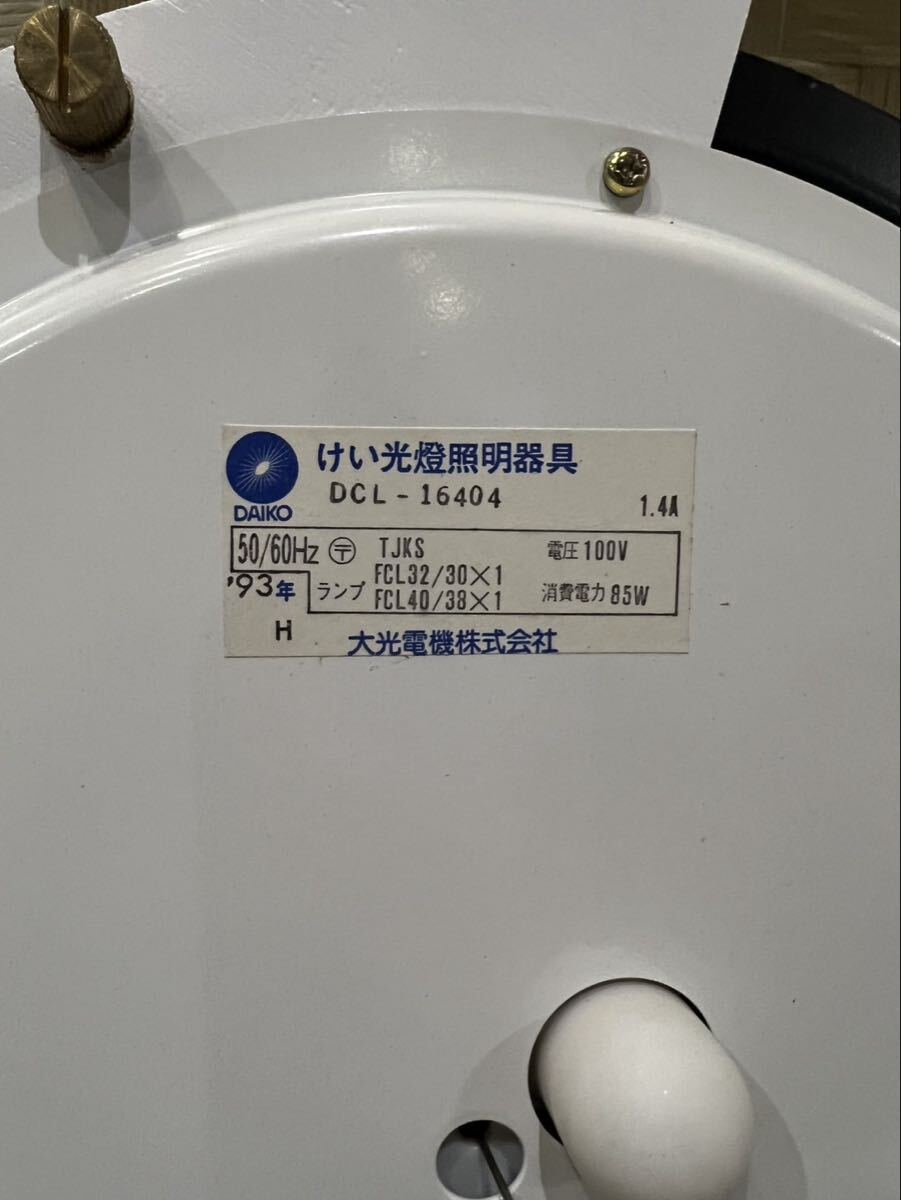 けい光燈照明器具
DAIKO
DCL-16404
1.4A
50/60Hz 〶 TJKS 電圧100V
'93年 ランプ FCL32/30×1
FCL40/38×1 消費電力85W
H
大光電機株式会社